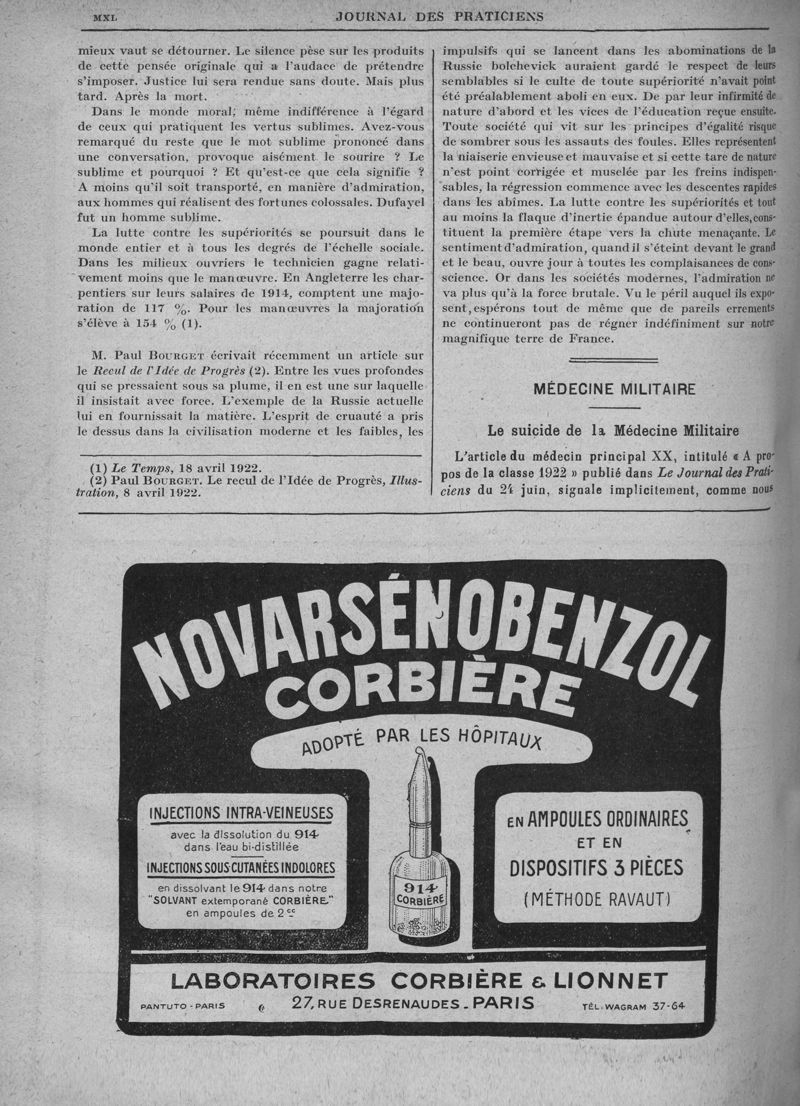 MXL
JOURNAL DES PRATICIENS
mieux vaut se détourner. Le silence pèse sur les produits
de cette pensée originale qui a l'audace de prétendre
s'imposer. Justice lui sera rendue sans doute. Mais plus
tard. Après la mort.
Dans le monde moral, même indifférence à l'égard
de ceux qui pratiquent les vertus sublimes. Avez-vous
remarqué du reste que le mot sublime prononcé dans
une conversation, provoque aisément le sourire ? Le
sublime et pourquoi ? Et qu'est-ce que cela signifie ?
A moins qu'il soit transporté, en manière d'admiration,
aux hommes qui réalisent des fortunes colossales. Dufayel
fut un homme sublime.
La lutte contre les supériorités se poursuit dans le
monde entier et à tous les degrés de l'échelle sociale.
Dans les milieux ouvriers le technicien gagne relati-
vement moins que le manœuvre. En Angleterre les char-
pentiers sur leurs salaires de 1914, comptent une majo-
ration de 117 %. Pour les manœuvres la majoration
s'élève à 154 % (1).
M. Paul BOURGET écrivait récemment un article sur
le Recul de l'Idée de Progrès (2). Entre les vues profondes
qui se pressaient sous sa plume, il en est une sur laquelle
il insistait avec force. L'exemple de la Russie actuelle
lui en fournissait la matière. L'esprit de cruauté a pris
le dessus dans la civilisation moderne et les faibles, les
(1) Le Temps, 18 avril 1922.
(2) Paul BOURGET. Le recul de l'Idée de Progrès, Illus-
tration, 8 avril 1922.
impulsifs qui se lancent dans les abominations de la
Russie bolchevick auraient gardé le respect de leurs
semblables si le culte de toute supériorité n'avait point
été préalablement aboli en eux. De par leur infirmité de
nature d'abord et les vices de l'éducation reçue ensuite.
Toute société qui vit sur les principes d'égalité risque
de sombrer sous les assauts des foules. Elles représentent
la niaiserie envieuse et mauvaise et si cette tare de nature
n'est point corrigée et muselée par les freins indispen-
sables, la régression commence avec les descentes rapides
dans les abîmes. La lutte contre les supériorités et tout
au moins la flaque d'inertie épandue autour d'elles, cons-
tituent la première étape vers la chute menaçante. Le
sentiment d'admiration, quand il s'éteint devant le grand
et le beau, ouvre jour à toutes les complaisances de cons-
science. Or dans les sociétés modernes, l'admiration ne
va plus qu'à la force brutale. Vu le péril auquel ils expo-
sent, espérons tout de même que de pareils errements
ne continueront pas de régner indéfiniment sur notre
magnifique terre de France.
MÉDECINE MILITAIRE
Le suicide de la Médecine Militaire
L'article du médecin principal XX, intitulé « A pro-
pos de la classe 1922 » publié dans Le Journal des Prati-
ciens du 24 juin, signale implicitement, comme nous
NOVARSÉNOBENZOL
CORBIÈRE
ADOPTÉ PAR LES HÔPITAUX
INJECTIONS INTRA-VEINEUSES
avec la dissolution du 914
dans l'eau bi-distillée
INJECTIONS SOUS CUTANÉES INDOLORES
en dissolvant le 914 dans notre
"SOLVANT extemporané CORBIÈRE"
en ampoules de 2cc
914
CORBIÈRE
EN AMPOULES ORDINAIRES
ET EN
DISPOSITIFS 3 PIÈCES
(MÉTHODE RAVAUT)
LABORATOIRES CORBIÈRE & LIONNET
PANTUTO - PARIS
27, RUE DESRENAUDES - PARIS
TÉL. WAGRAM 37-64